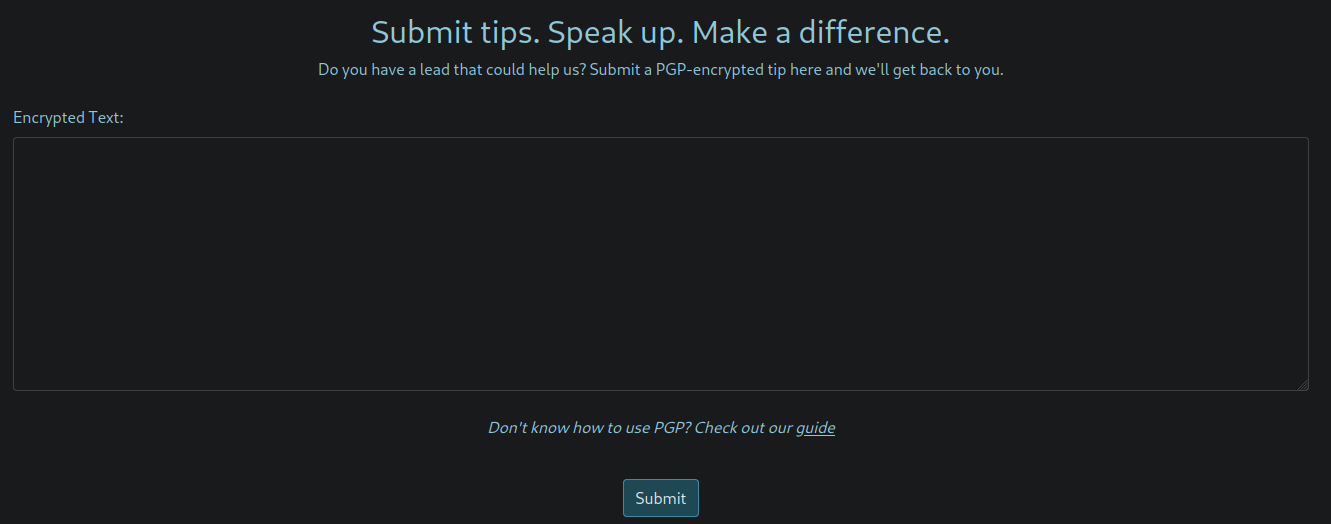 Submit tips. Speak up. Make a difference.
Do you have a lead that could help us? Submit a PGP-encrypted tip here and we'll get back to you.
Encrypted Text:
Don't know how to use PGP? Check out our guide
Submit